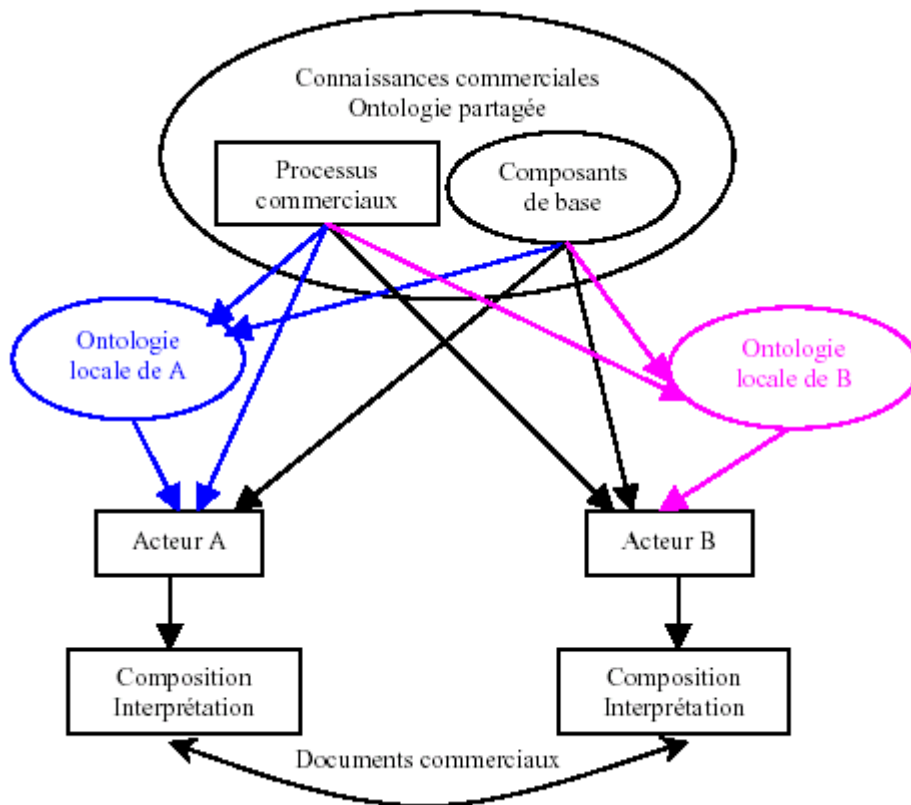 Connaissances commerciales
Ontologie partagée
Processus
commerciaux
Composants
de base
Ontologie
locale de A
Ontologie
locale de B
Acteur A
Acteur B
Composition
Interprétation
Composition
Interprétation
Documents commerciaux